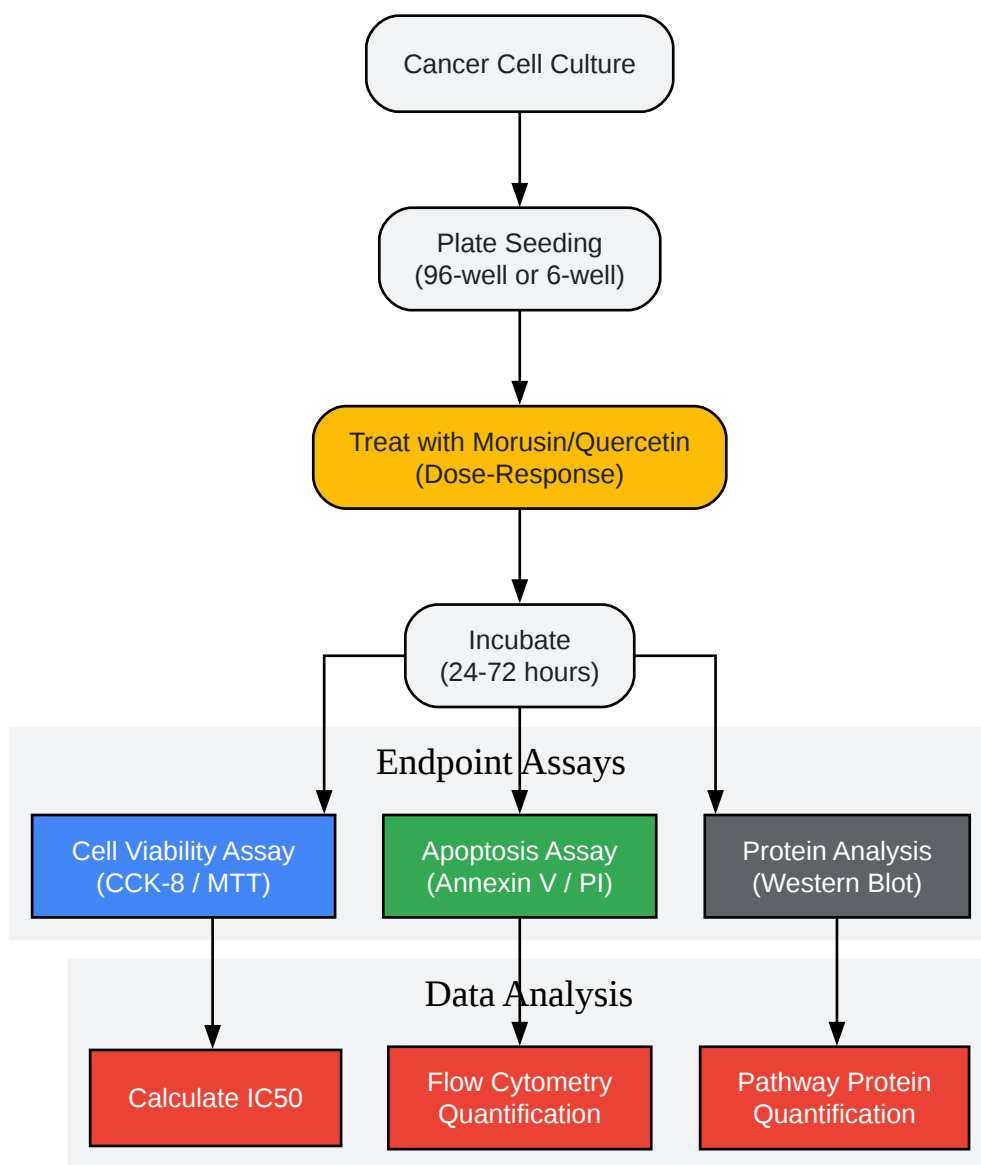 Cancer Cell Culture
Plate Seeding
(96-well or 6-well)
Treat with Morusin/Quercetin
(Dose-Response)
Incubate
(24-72 hours)
Endpoint Assays
Cell Viability Assay
(CCK-8 / MTT)
Apoptosis Assay
(Annexin V / PI)
Protein Analysis
(Western Blot)
Data Analysis
Calculate IC50
Flow Cytometry
Quantification
Pathway Protein
Quantification